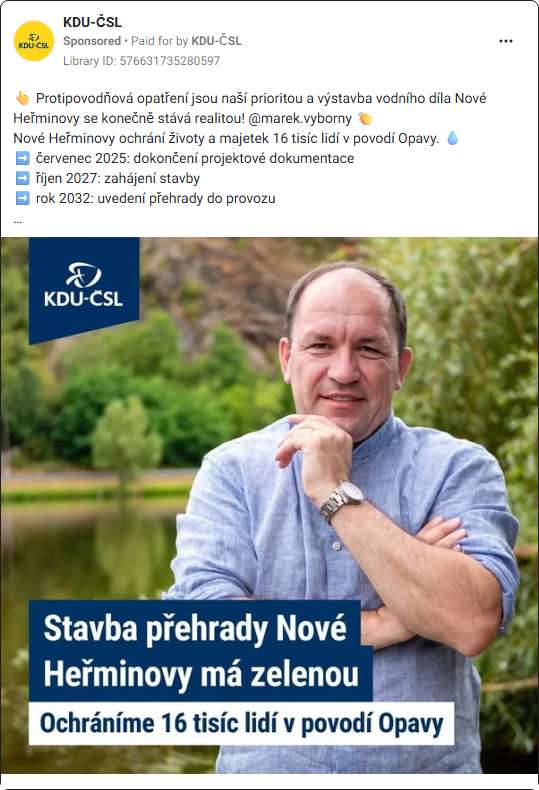 KDU-ČSL
Sponsored • Paid for by KDU-ČSL
Library ID: 576631735280597
👆 Protipovodňová opatření jsou naší prioritou a výstavba vodního díla Nové
Heřminovy se konečně stává realitou! @marek.vyborny 👏
Nové Heřminovy ochrání životy a majetek 16 tisíc lidí v povodí Opavy. 💧
➡️ červenec 2025: dokončení projektové dokumentace
➡️ říjen 2027: zahájení stavby
➡️ rok 2032: uvedení přehrady do provozu
...
KDU-ČSL
Stavba přehrady Nové
Heřminovy má zelenou
Ochráníme 16 tisíc lidí v povodí Opavy